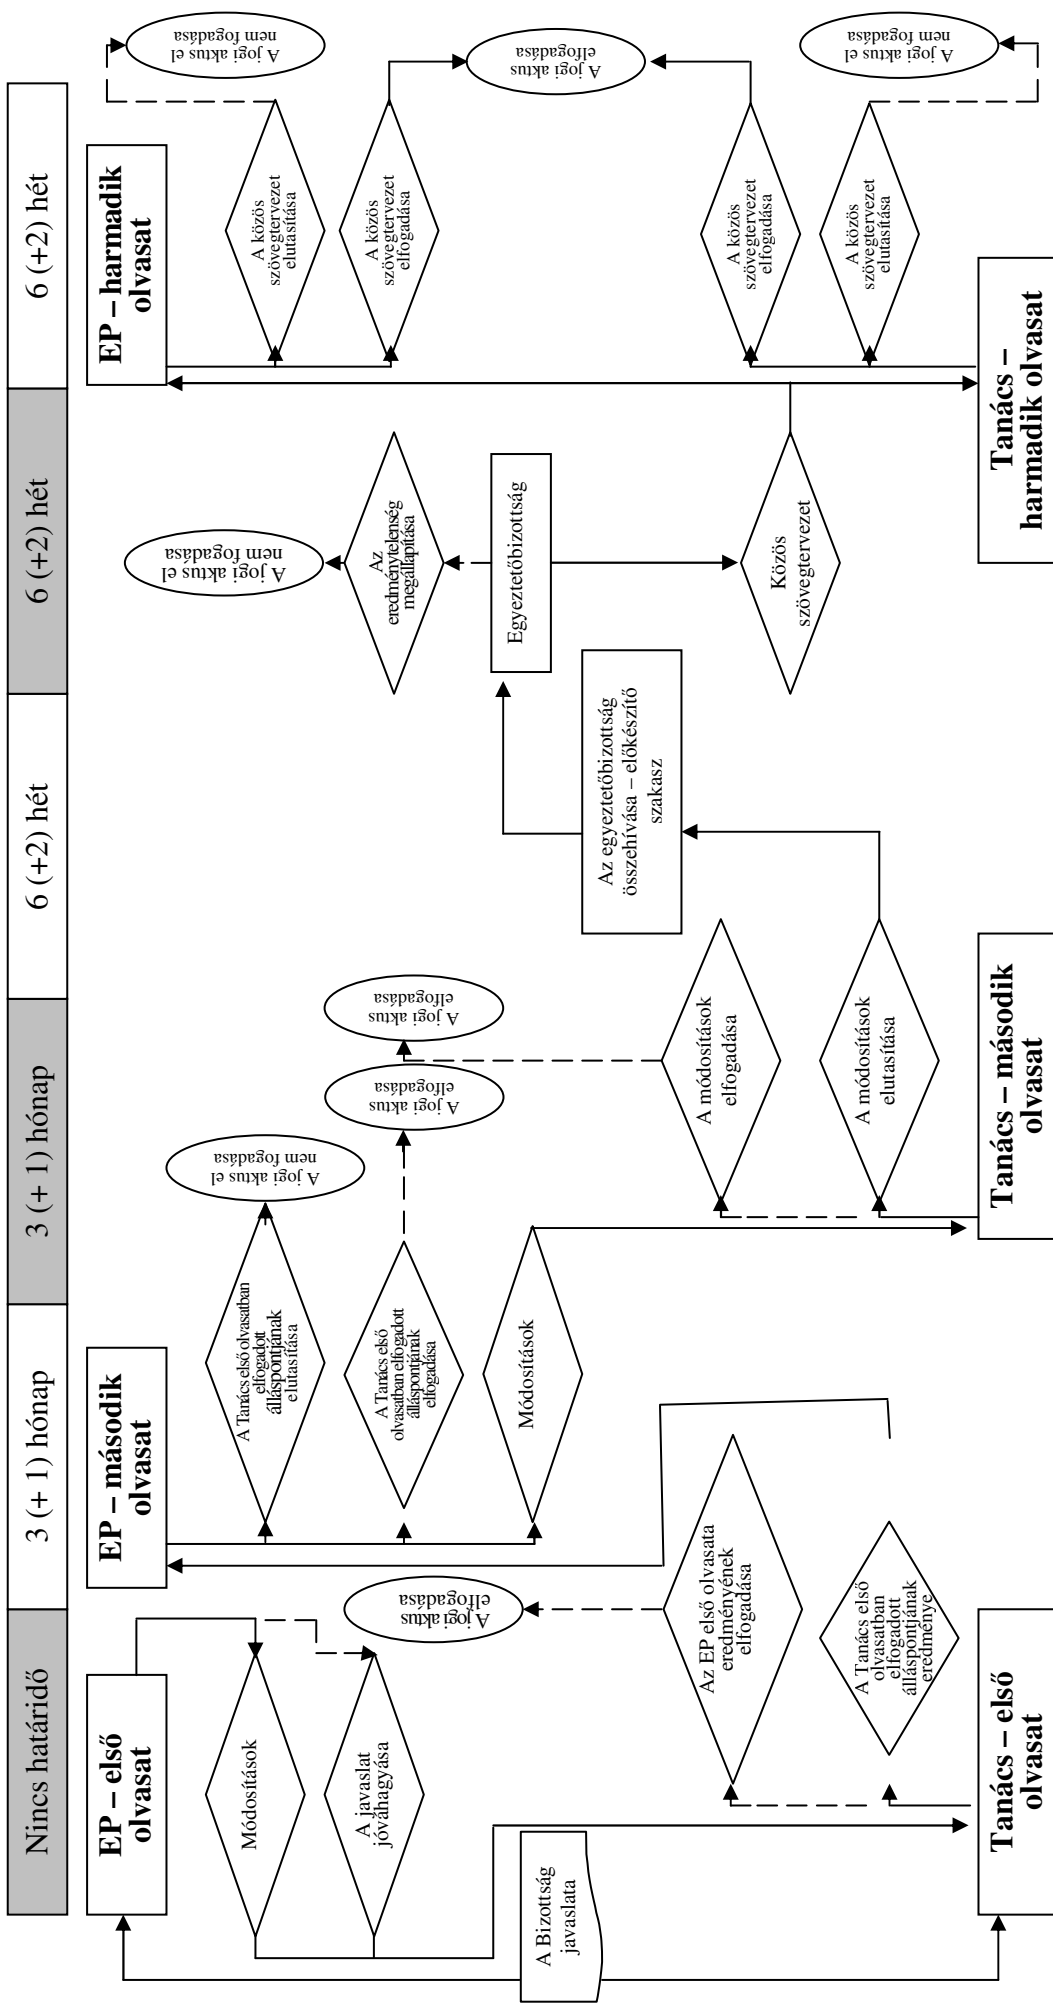 Nincs határidő
3 (+ 1) hónap
3 (+ 1) hónap
6 (+2) hét
6 (+2) hét
6 (+2) hét
EP – első
olvasat
EP – második
olvasat
EP – harmadik
olvasat
Módosítások
A javaslat
jóváhagyása
A Bizottság
javaslata
A jogi aktus
elfogadása
Az EP első olvasata
eredményének
elfogadása
A Tanács első
olvasatban
elfogadott
álláspontjának
eredménye
Tanács – első
olvasat
A Tanács első olvasatban
elfogadott
álláspontjának
elutasítása
A Tanács első
olvasatban elfogadott
álláspontjának
elfogadása
Módosítások
A jogi aktus el
nem fogadása
A jogi aktus
elfogadása
A jogi aktus
elfogadása
A módosítások
elfogadása
A módosítások
elutasítása
Tanács – második
olvasat
Az egyeztetőbizottság
összehívása – előkészítő
szakasz
Egyeztetőbizottság
Az
eredménytelenség
megállapítása
A jogi aktus el
nem fogadása
Közös
szövegtervezet
A közös
szövegtervezet
elutasítása
A közös
szövegtervezet
elfogadása
A közös
szövegtervezet
elfogadása
A közös
szövegtervezet
elutasítása
A jogi aktus el
nem fogadása
A jogi aktus
elfogadása
A jogi aktus el
nem fogadása
Tanács –
harmadik olvasat